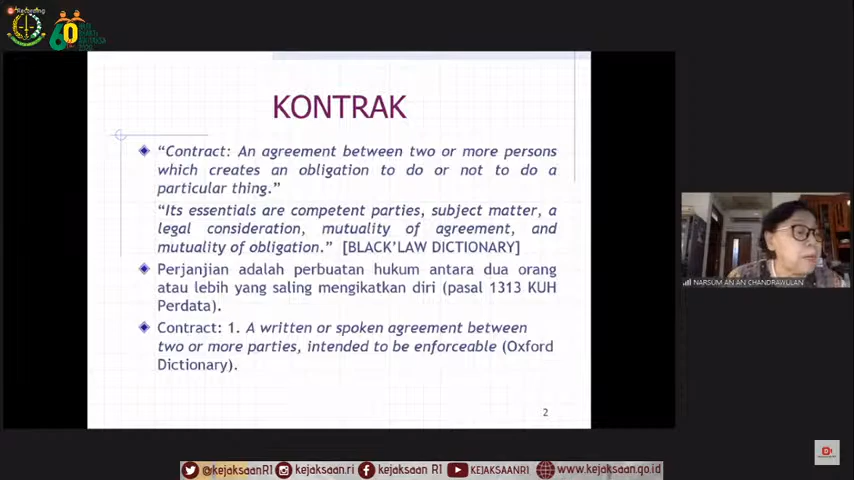 Recording
60
KONTRAK
“Contract: An agreement between two or more persons
which creates an obligation to do or not to do a
particular thing.”
“Its essentials are competent parties, subject matter, a
legal consideration, mutuality of agreement, and
mutuality of obligation.” [BLACK’LAW DICTIONARY]
Perjanjian adalah perbuatan hukum antara dua orang
atau lebih yang saling mengikatkan diri (pasal 1313 KUH
Perdata).
Contract: 1. A written or spoken agreement between
two or more parties, intended to be enforceable (Oxford
Dictionary).
2
NARSUM AN AN CHANDRAWULAN
@kejaksaanRI kejaksaan.ri kejaksaan RI KEJAKSAANRI www.kejaksaan.go.id